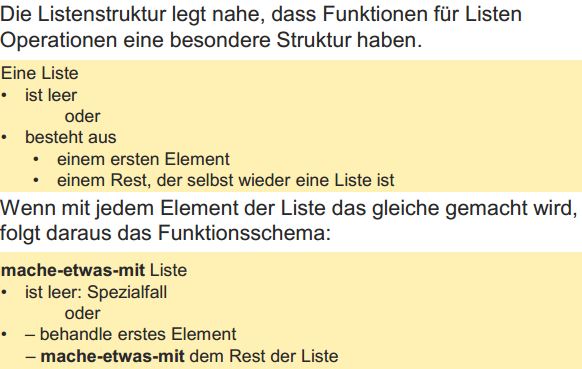 Die Listenstruktur legt nahe, dass Funktionen für Listen
Operationen eine besondere Struktur haben.
Eine Liste
• ist leer
oder
• besteht aus
• einem ersten Element
• einem Rest, der selbst wieder eine Liste ist
Wenn mit jedem Element der Liste das gleiche gemacht wird,
folgt daraus das Funktionsschema:
mache-etwas-mit Liste
• ist leer: Spezialfall
oder
• – behandle erstes Element
– mache-etwas-mit dem Rest der Liste